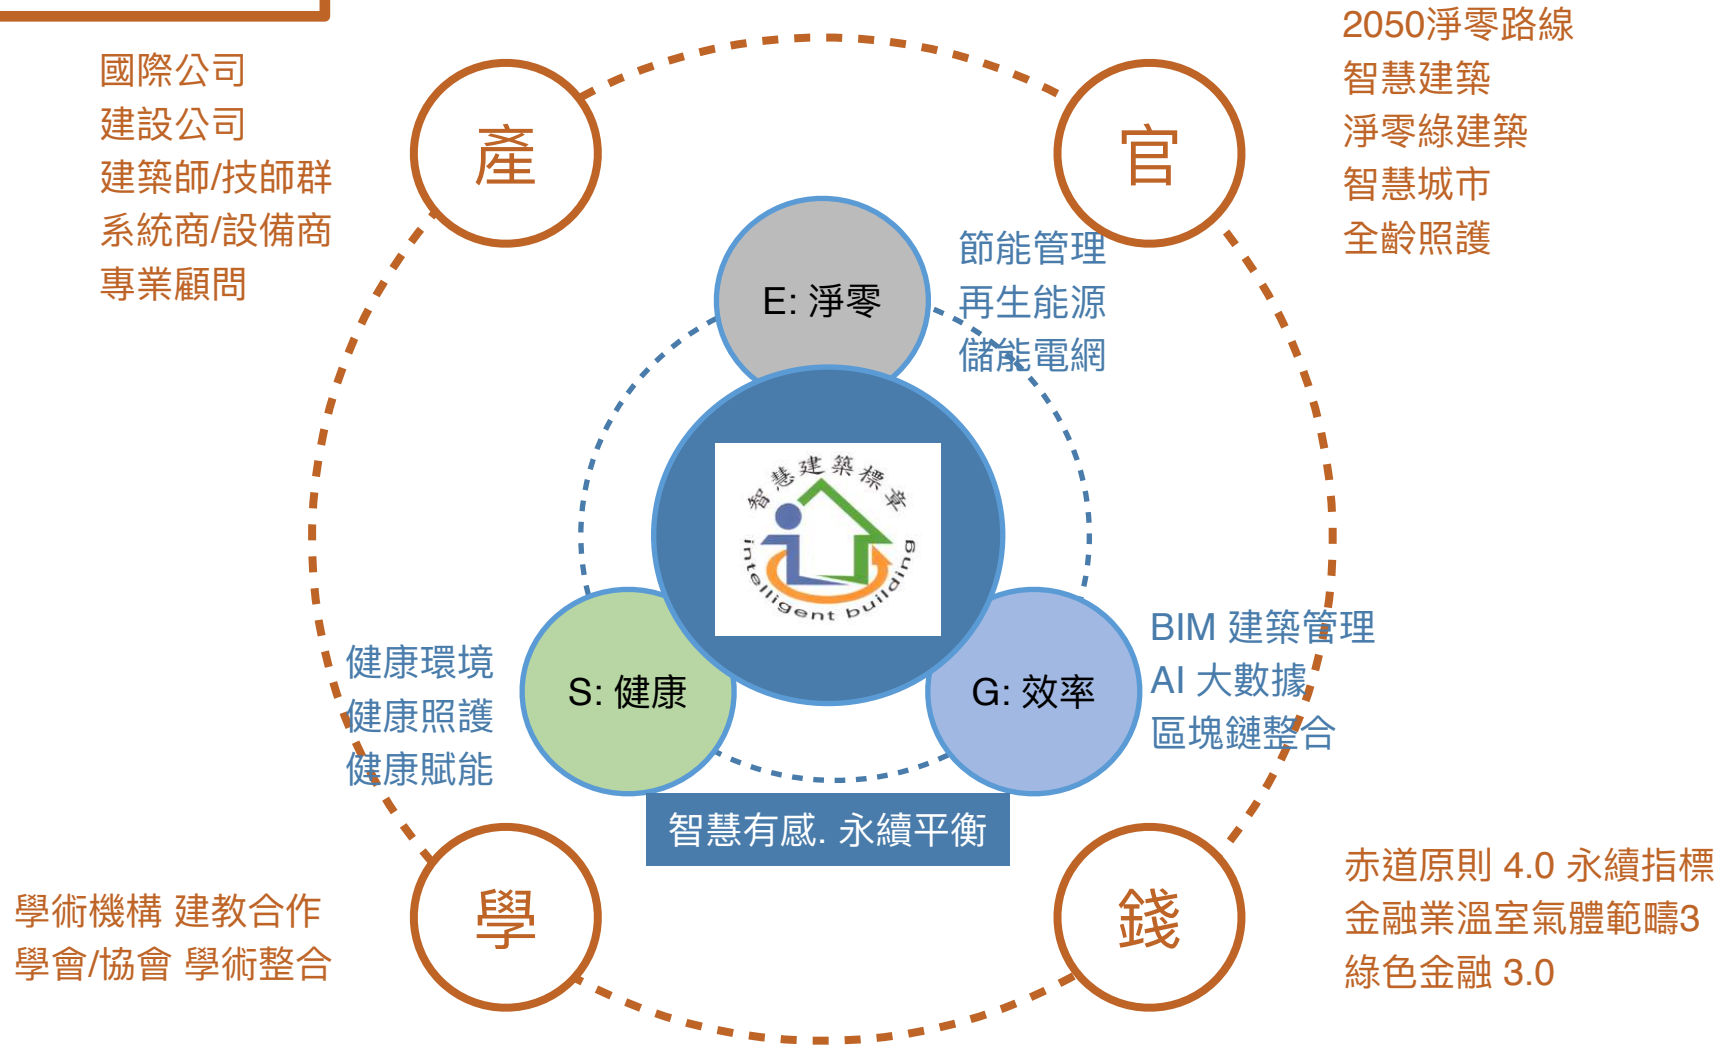 國際公司
建設公司
建築師/技師群
系統商/設備商
專業顧問
產
官
2050淨零路線
智慧建築
淨零綠建築
智慧城市
全齡照護
E: 淨零
節能管理
再生能源
儲能電網
智慧建築標章
intelligent building
S: 健康
健康環境
健康照護
健康賦能
G: 效率
BIM 建築管理
AI 大數據
區塊鏈整合
智慧有感. 永續平衡
學
學術機構 建教合作
學會/協會 學術整合
錢
赤道原則 4.0 永續指標
金融業溫室氣體範疇3
綠色金融 3.0